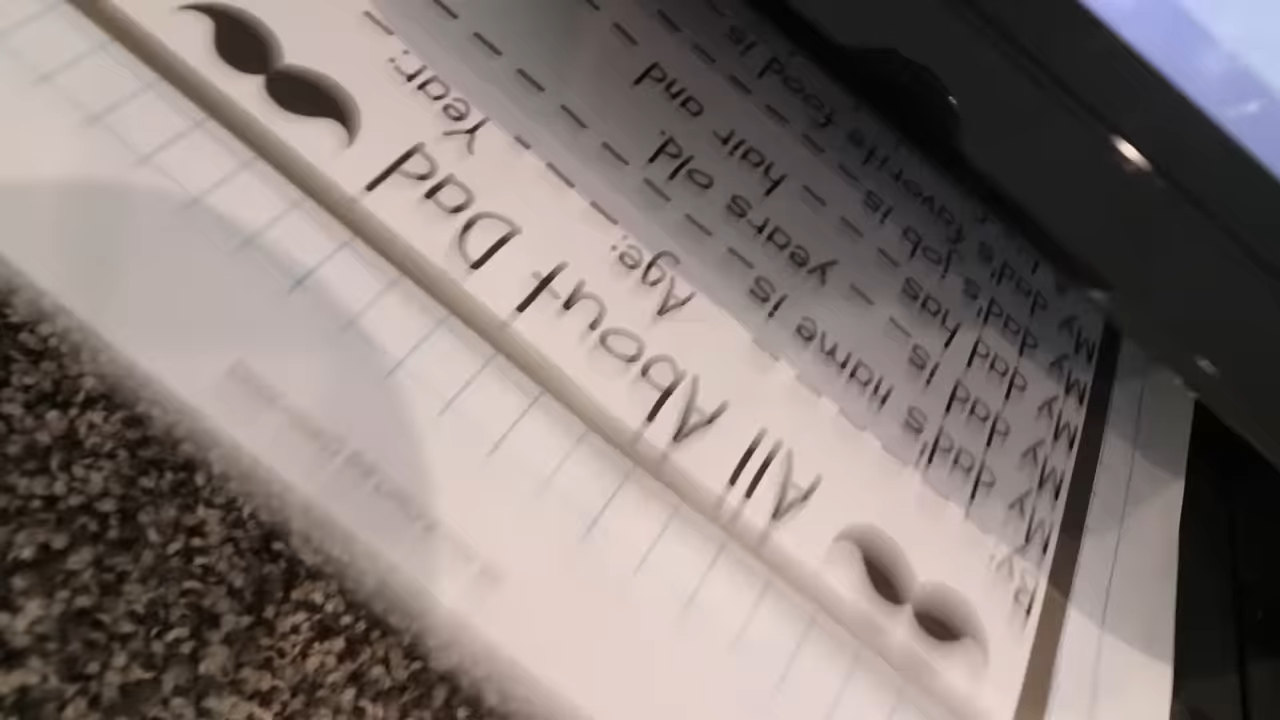 All About Dad
By:
Age:
Year:
My dad's name is
My dad is years old.
My dad has hair and
My dad's job is
My dad's favorite food is